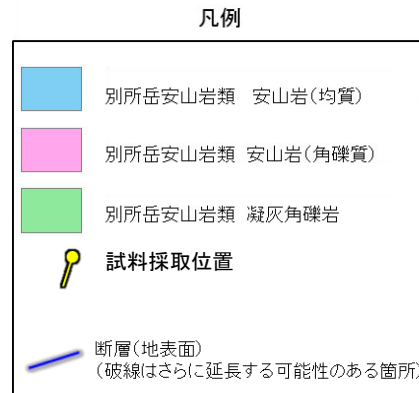 凡例
別所岳安山岩類 安山岩(均質)
別所岳安山岩類 安山岩(角礫質)
別所岳安山岩類 凝灰角礫岩
試料採取位置
断層(地表面)
(破線はさらに延長する可能性のある箇所)